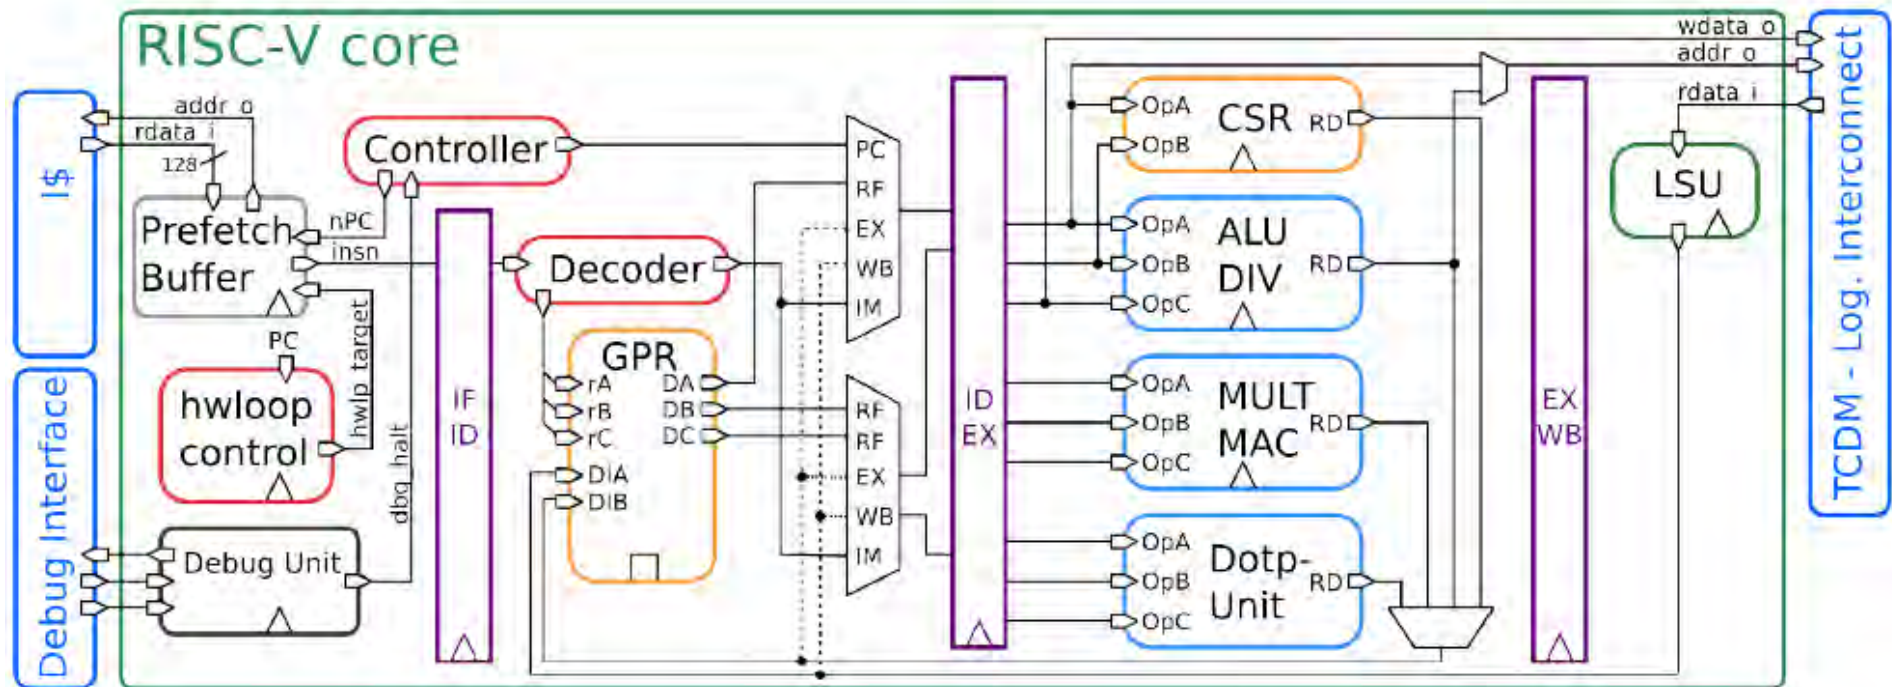 RISC-V core
I$
addr_o
rdata_i
128
Prefetch
Buffer
nPC
insn
PC
hwloop
control
hwlp_target
Debug Interface
Debug Unit
dbg_halt
Controller
IF
ID
Decoder
GPR
rA
rB
rC
DIA
DIB
DA
DB
DC
PC
RF
EX
WB
IM
RF
RF
EX
WB
IM
ID
EX
OpA
OpB
CSR
RD
OpA
OpB
OpC
ALU
DIV
RD
OpA
OpB
OpC
MULT
MAC
RD
OpA
OpB
OpC
Dotp-
Unit
RD
EX
WB
wdata_o
addr_o
rdata_i
LSU
TCDM - Log. Interconnect